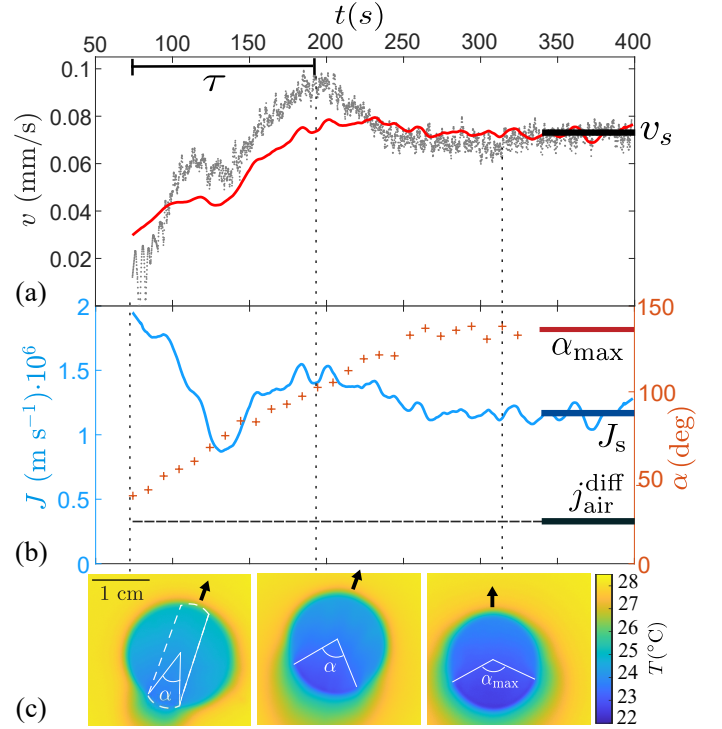 t(s)
50 100 150 200 250 300 350 400
0.1
0.08
0.06
0.04
0.02
v (mm/s)
τ
v_s
(a)
2
1.5
1
0.5
0
J (m s⁻¹)·10⁶
150
100
50
0
α (deg)
α_max
J_s
j_air^diff
(b)
1 cm
α
α
α_max
28
27
26
25
24
23
22
T(°C)
(c)